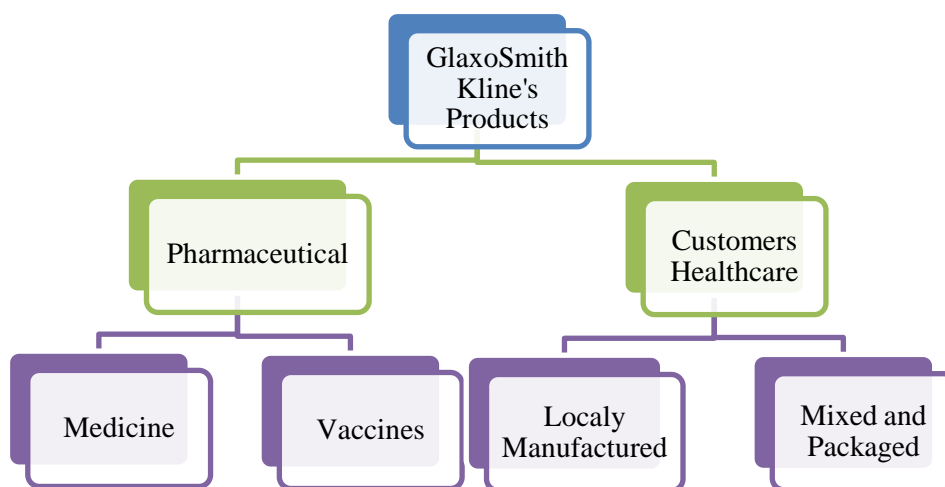 GlaxoSmith
Kline's
Products
Pharmaceutical
Customers
Healthcare
Medicine
Vaccines
Localy
Manufactured
Mixed and
Packaged